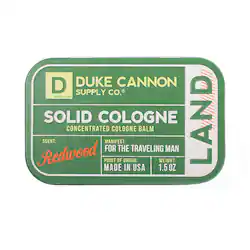 D
DUKE CANNON
SUPPLY CO.®
SOLID COLOGNE
CONCENTRATED COLOGNE BALM
SCENT:
Redwood
MANIFEST:
FOR THE TRAVELING MAN
POINT OF ORIGIN:
MADE IN USA
WEIGHT
1.5 OZ
LAND